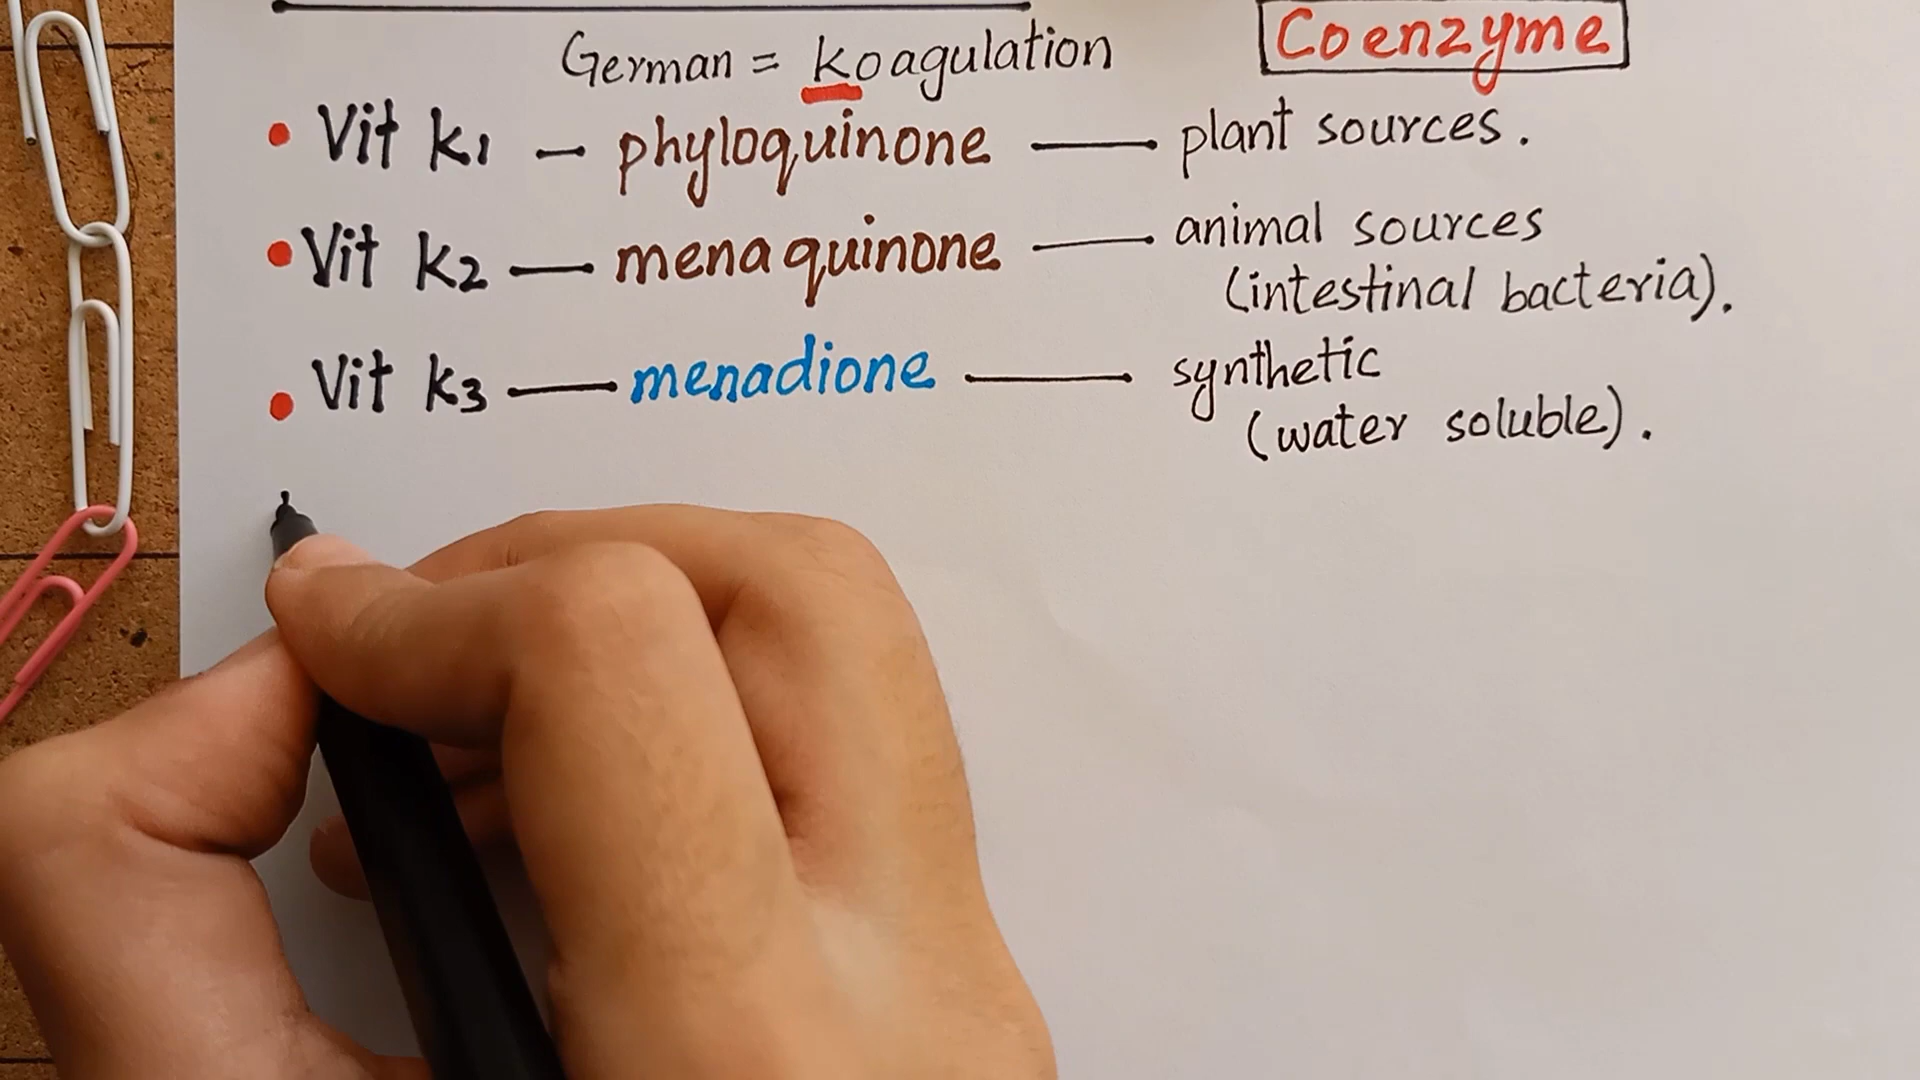 German = koagulation
Coenzyme
• Vit k1 — phyloquinone — plant sources.
• Vit k2 — menaquinone — animal sources
(intestinal bacteria).
• Vit k3 — menadione — synthetic
(water soluble).